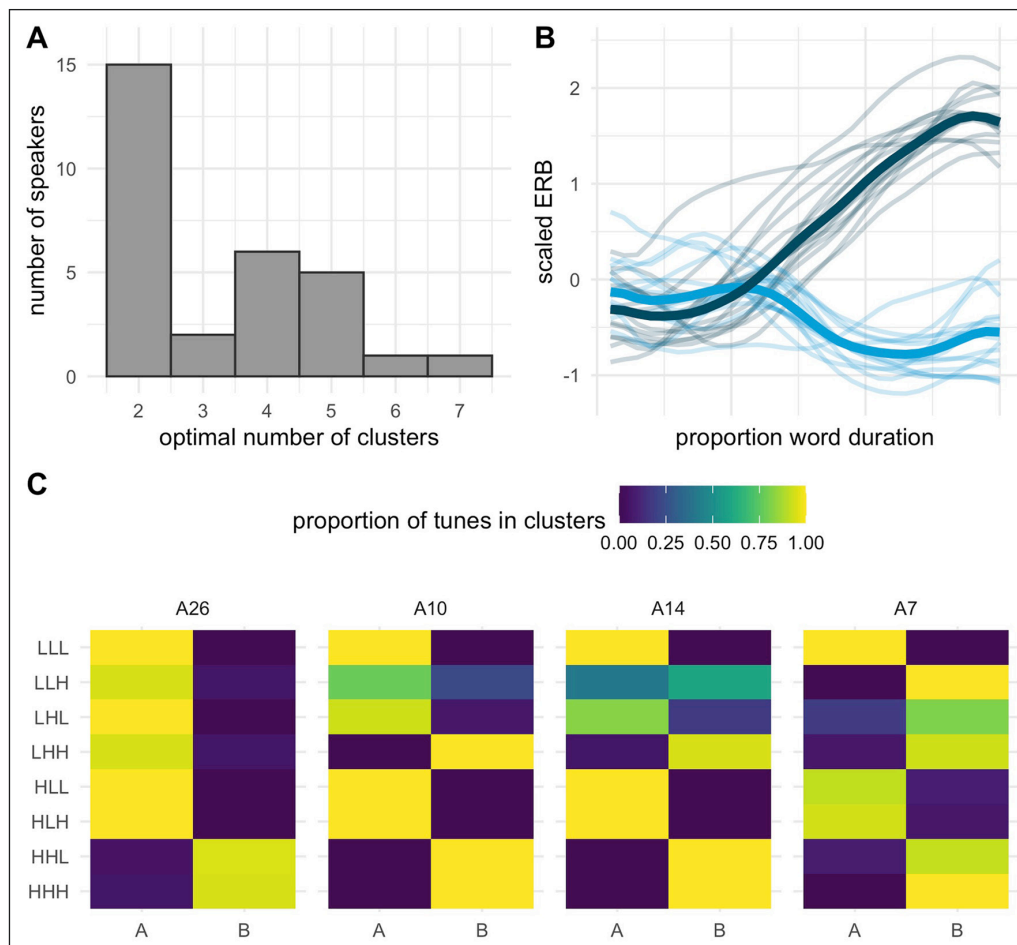 A
15
10
5
0
number of speakers
2 3 4 5 6 7
optimal number of clusters
B
2
1
0
-1
scaled ERB
proportion word duration
C
proportion of tunes in clusters
0.00 0.25 0.50 0.75 1.00
A26 A10 A14 A7
LLL
LLH
LHL
LHH
HLL
HLH
HHL
HHH
A B A B A B A B